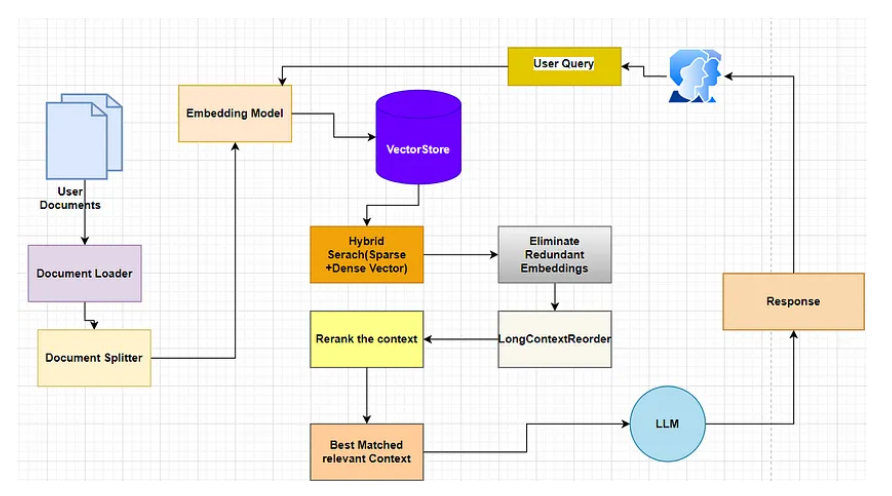 User Query
Embedding Model
VectorStore
User
Documents
Hybrid
Serach(Sparse
+Dense Vector)
Eliminate
Redundant
Embeddings
Document Loader
Response
Document Splitter
Rerank the context
LongContextReorder
LLM
Best Matched
relevant Context